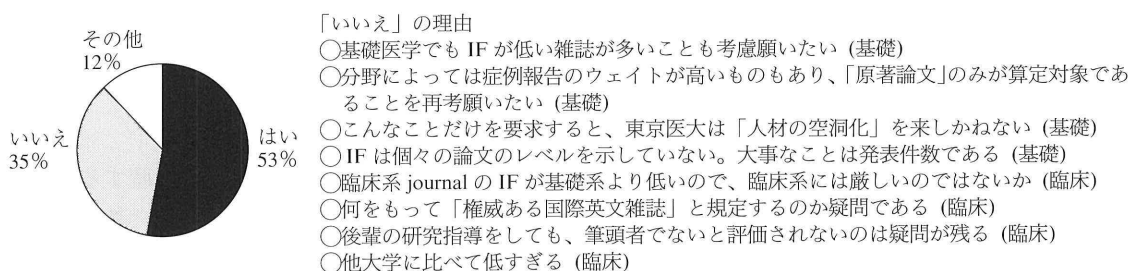 その他
12%
いいえ
35%
はい
53%
「いいえ」の理由
○基礎医学でも IF が低い雑誌が多いことも考慮願いたい (基礎)
○分野によっては症例報告のウェイトが高いものもあり、「原著論文」のみが算定対象であ
ることを再考願いたい (基礎)
○こんなことだけを要求すると、東京医大は「人材の空洞化」を来しかねない (基礎)
○ IF は個々の論文のレベルを示していない。大事なことは発表件数である (基礎)
○臨床系 journal の IF が基礎系より低いので、臨床系には厳しいのではないか (臨床)
○何をもって「権威ある国際英文雑誌」と規定するのか疑問である (臨床)
○後輩の研究指導をしても、筆頭者でないと評価されないのは疑問が残る (臨床)
○他大学に比べて低すぎる (臨床)